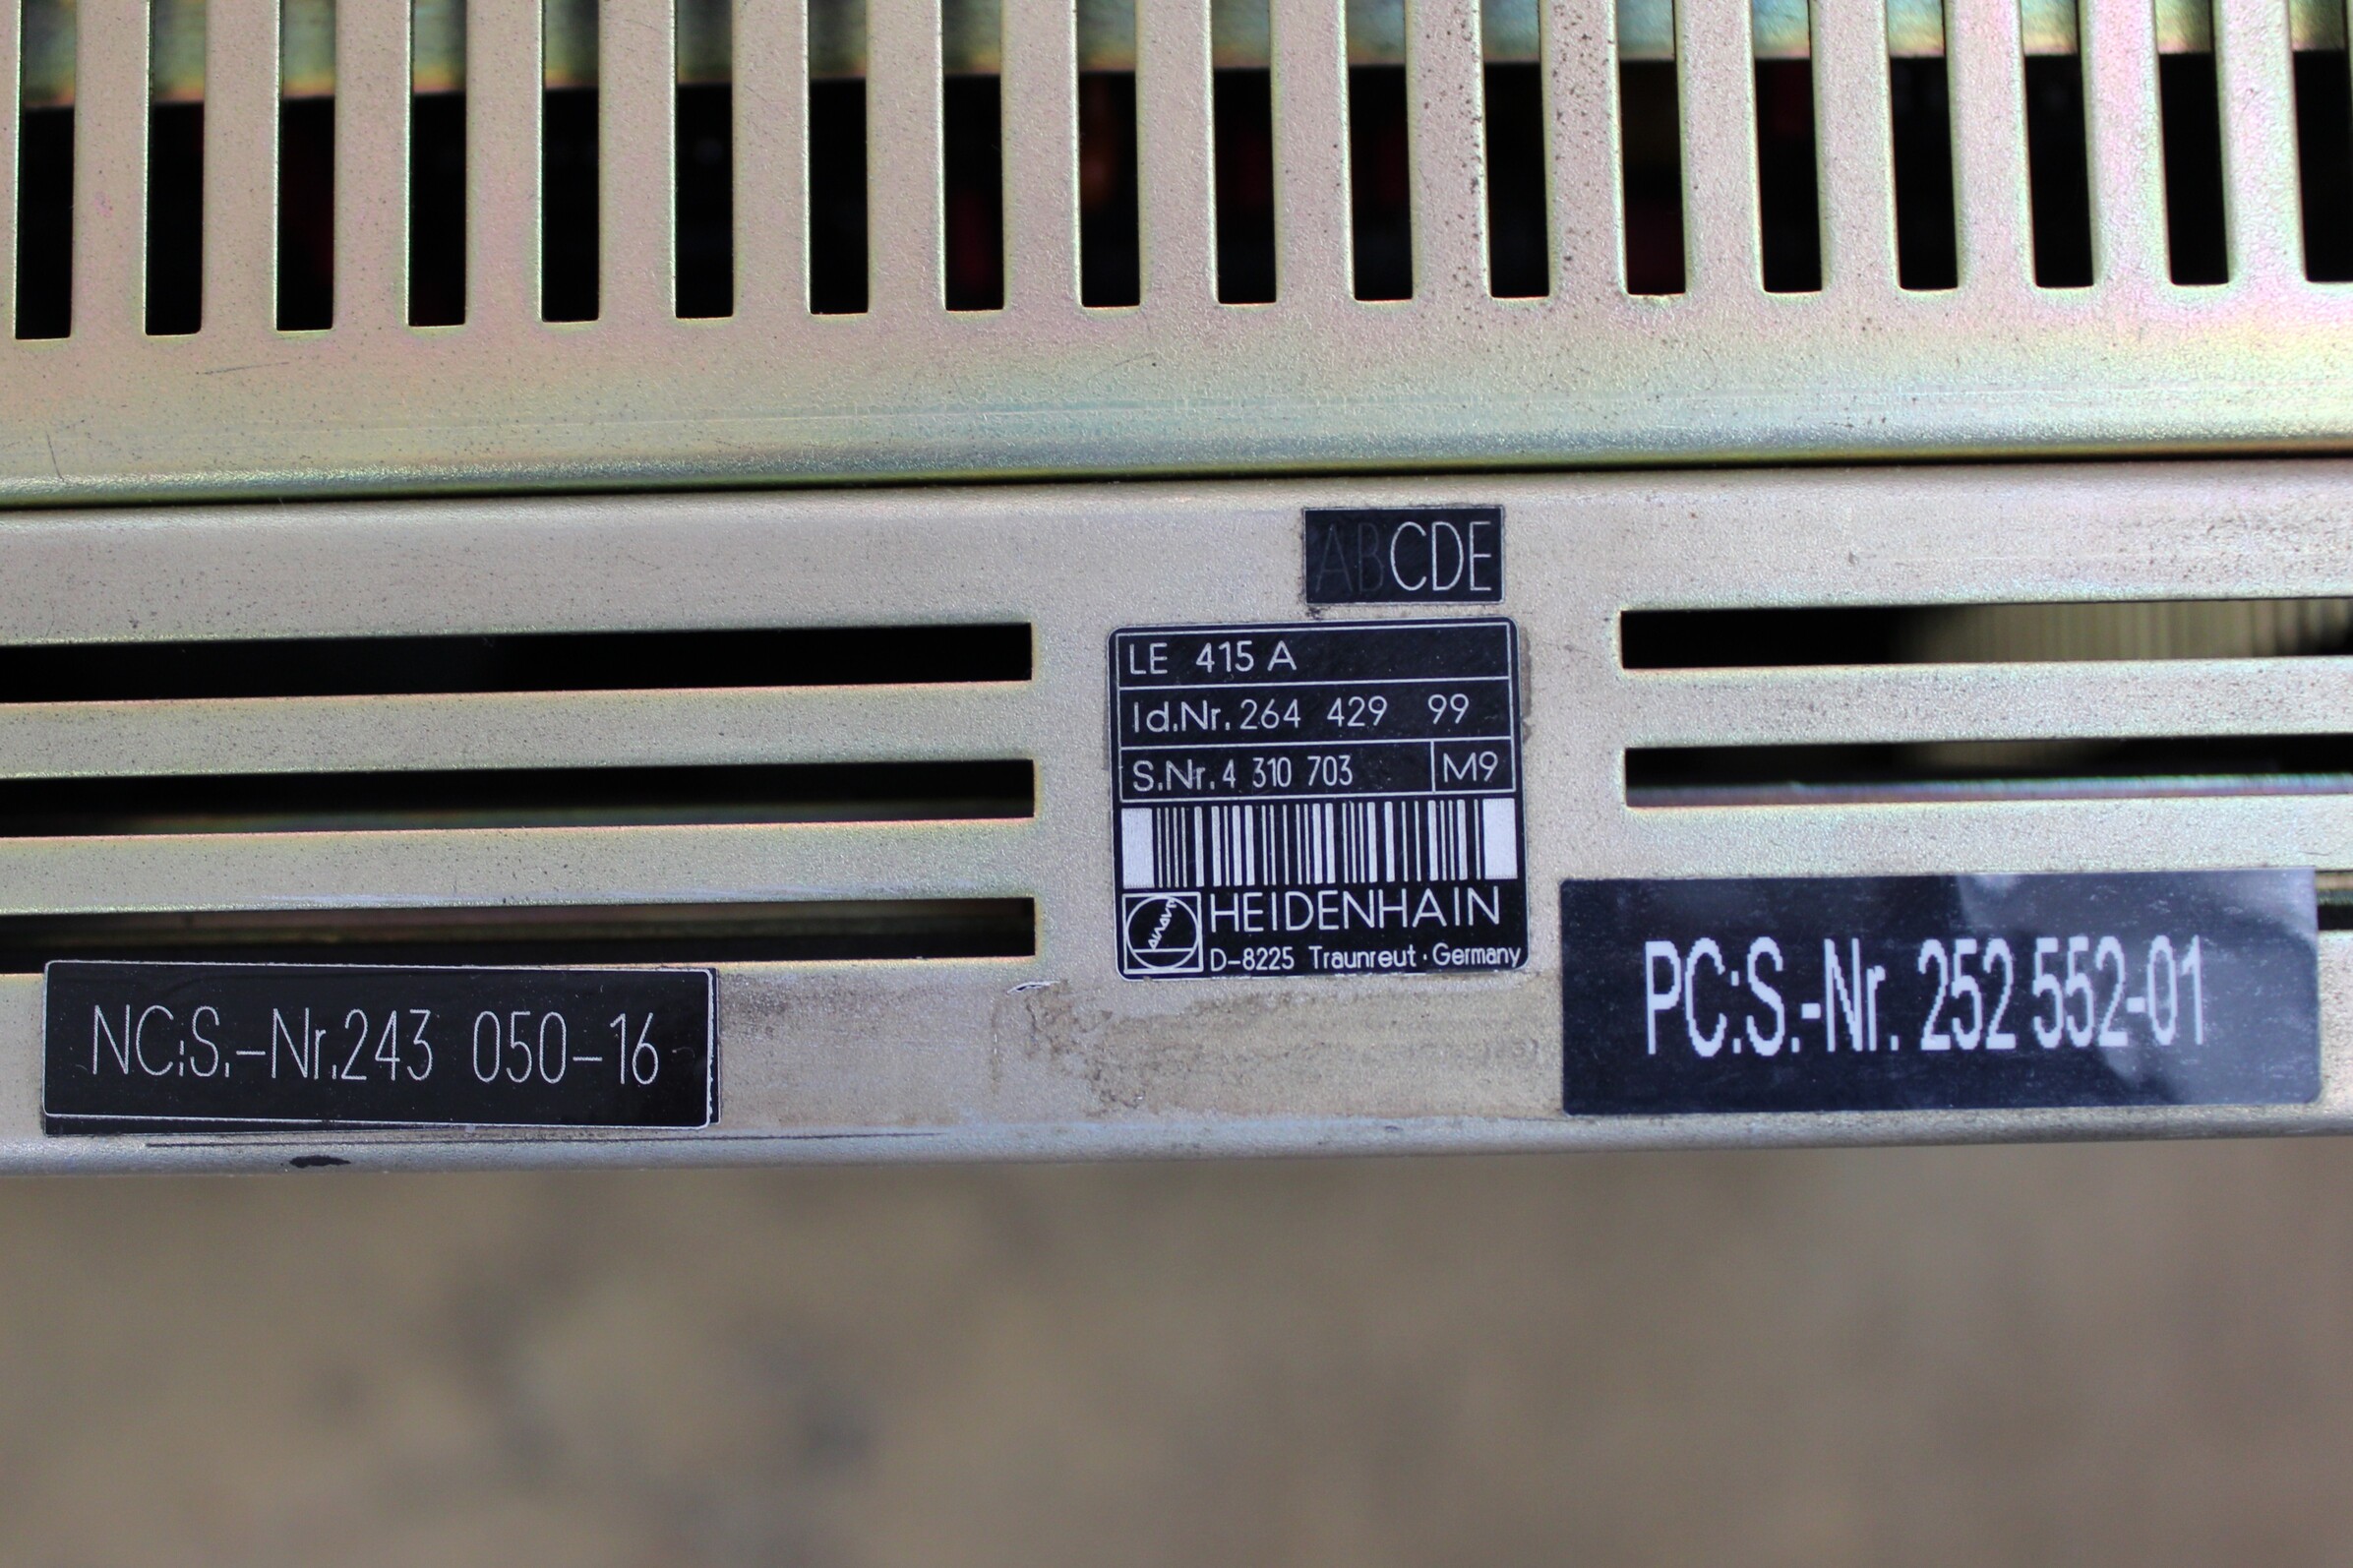 ABCDE
LE 415 A
Id.Nr. 264 429 99
S.Nr. 4 310 703 M9
HEIDENHAIN
D-8225 Traunreut · Germany
NC:S.-Nr.243 050-16
PC:S.-Nr. 252 552-01